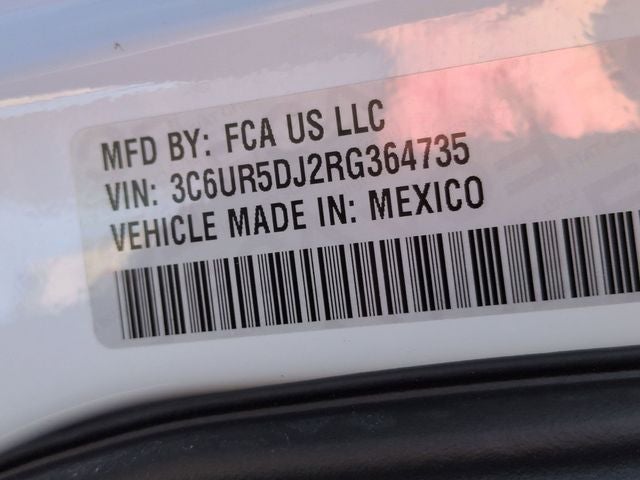 MFD BY: FCA US LLC
VIN: 3C6UR5DJ2RG364735
VEHICLE MADE IN: MEXICO